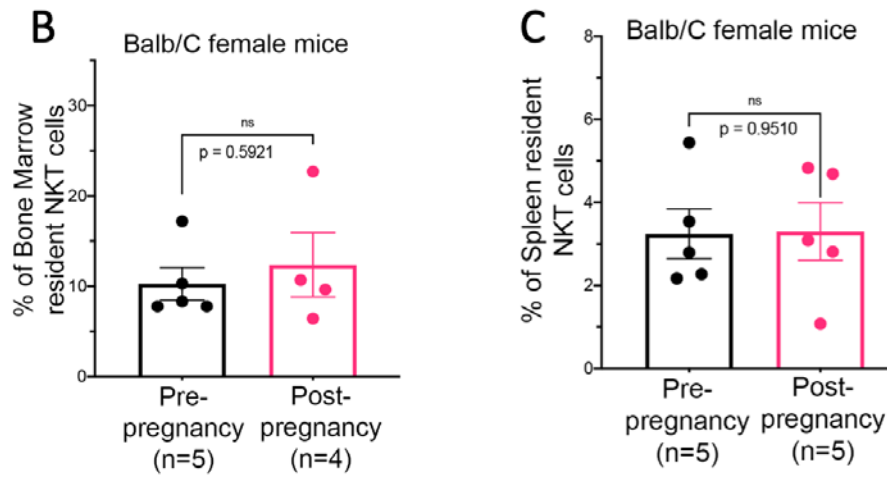 B
Balb/C female mice
% of Bone Marrow
resident NKT cells
30
20
10
0
ns
p = 0.5921
Pre-
pregnancy
(n=5)
Post-
pregnancy
(n=4)
C
Balb/C female mice
% of Spleen resident
NKT cells
8
6
4
2
0
ns
p = 0.9510
Pre-
pregnancy
(n=5)
Post-
pregnancy
(n=5)